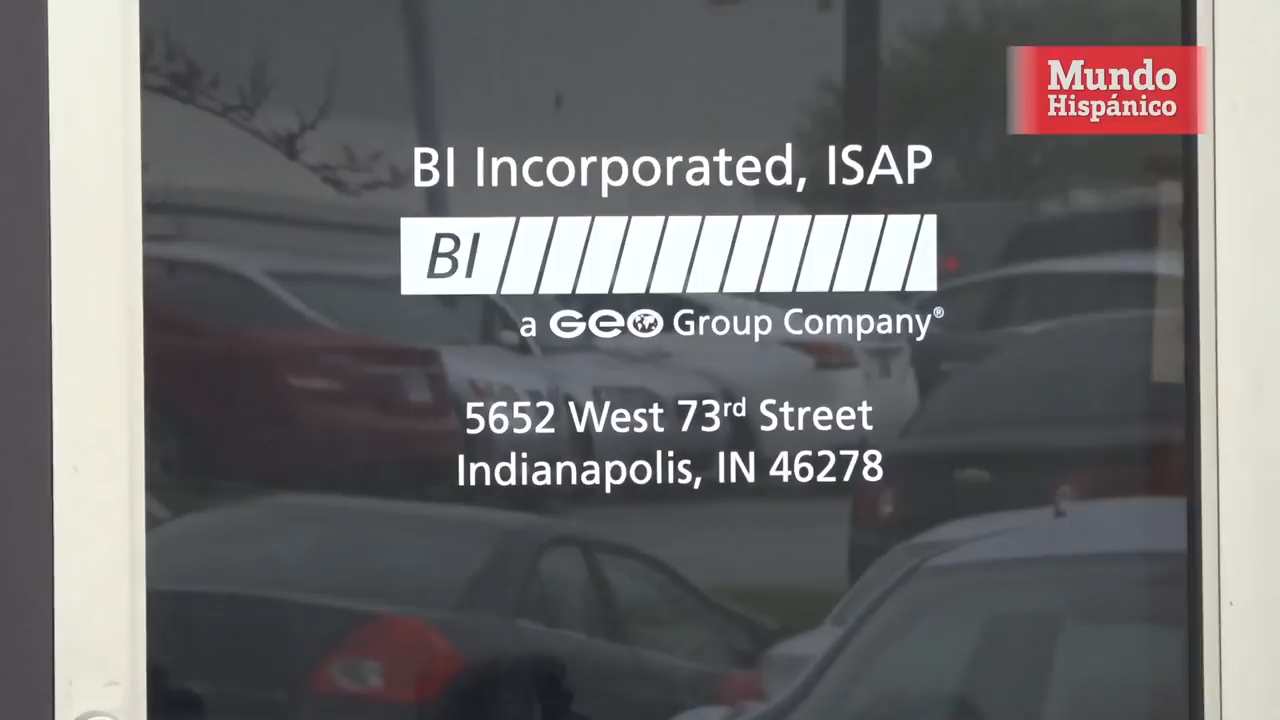 Mundo
Hispánico
BI Incorporated, ISAP
BI
a GEO Group Company®
5652 West 73rd Street
Indianapolis, IN 46278